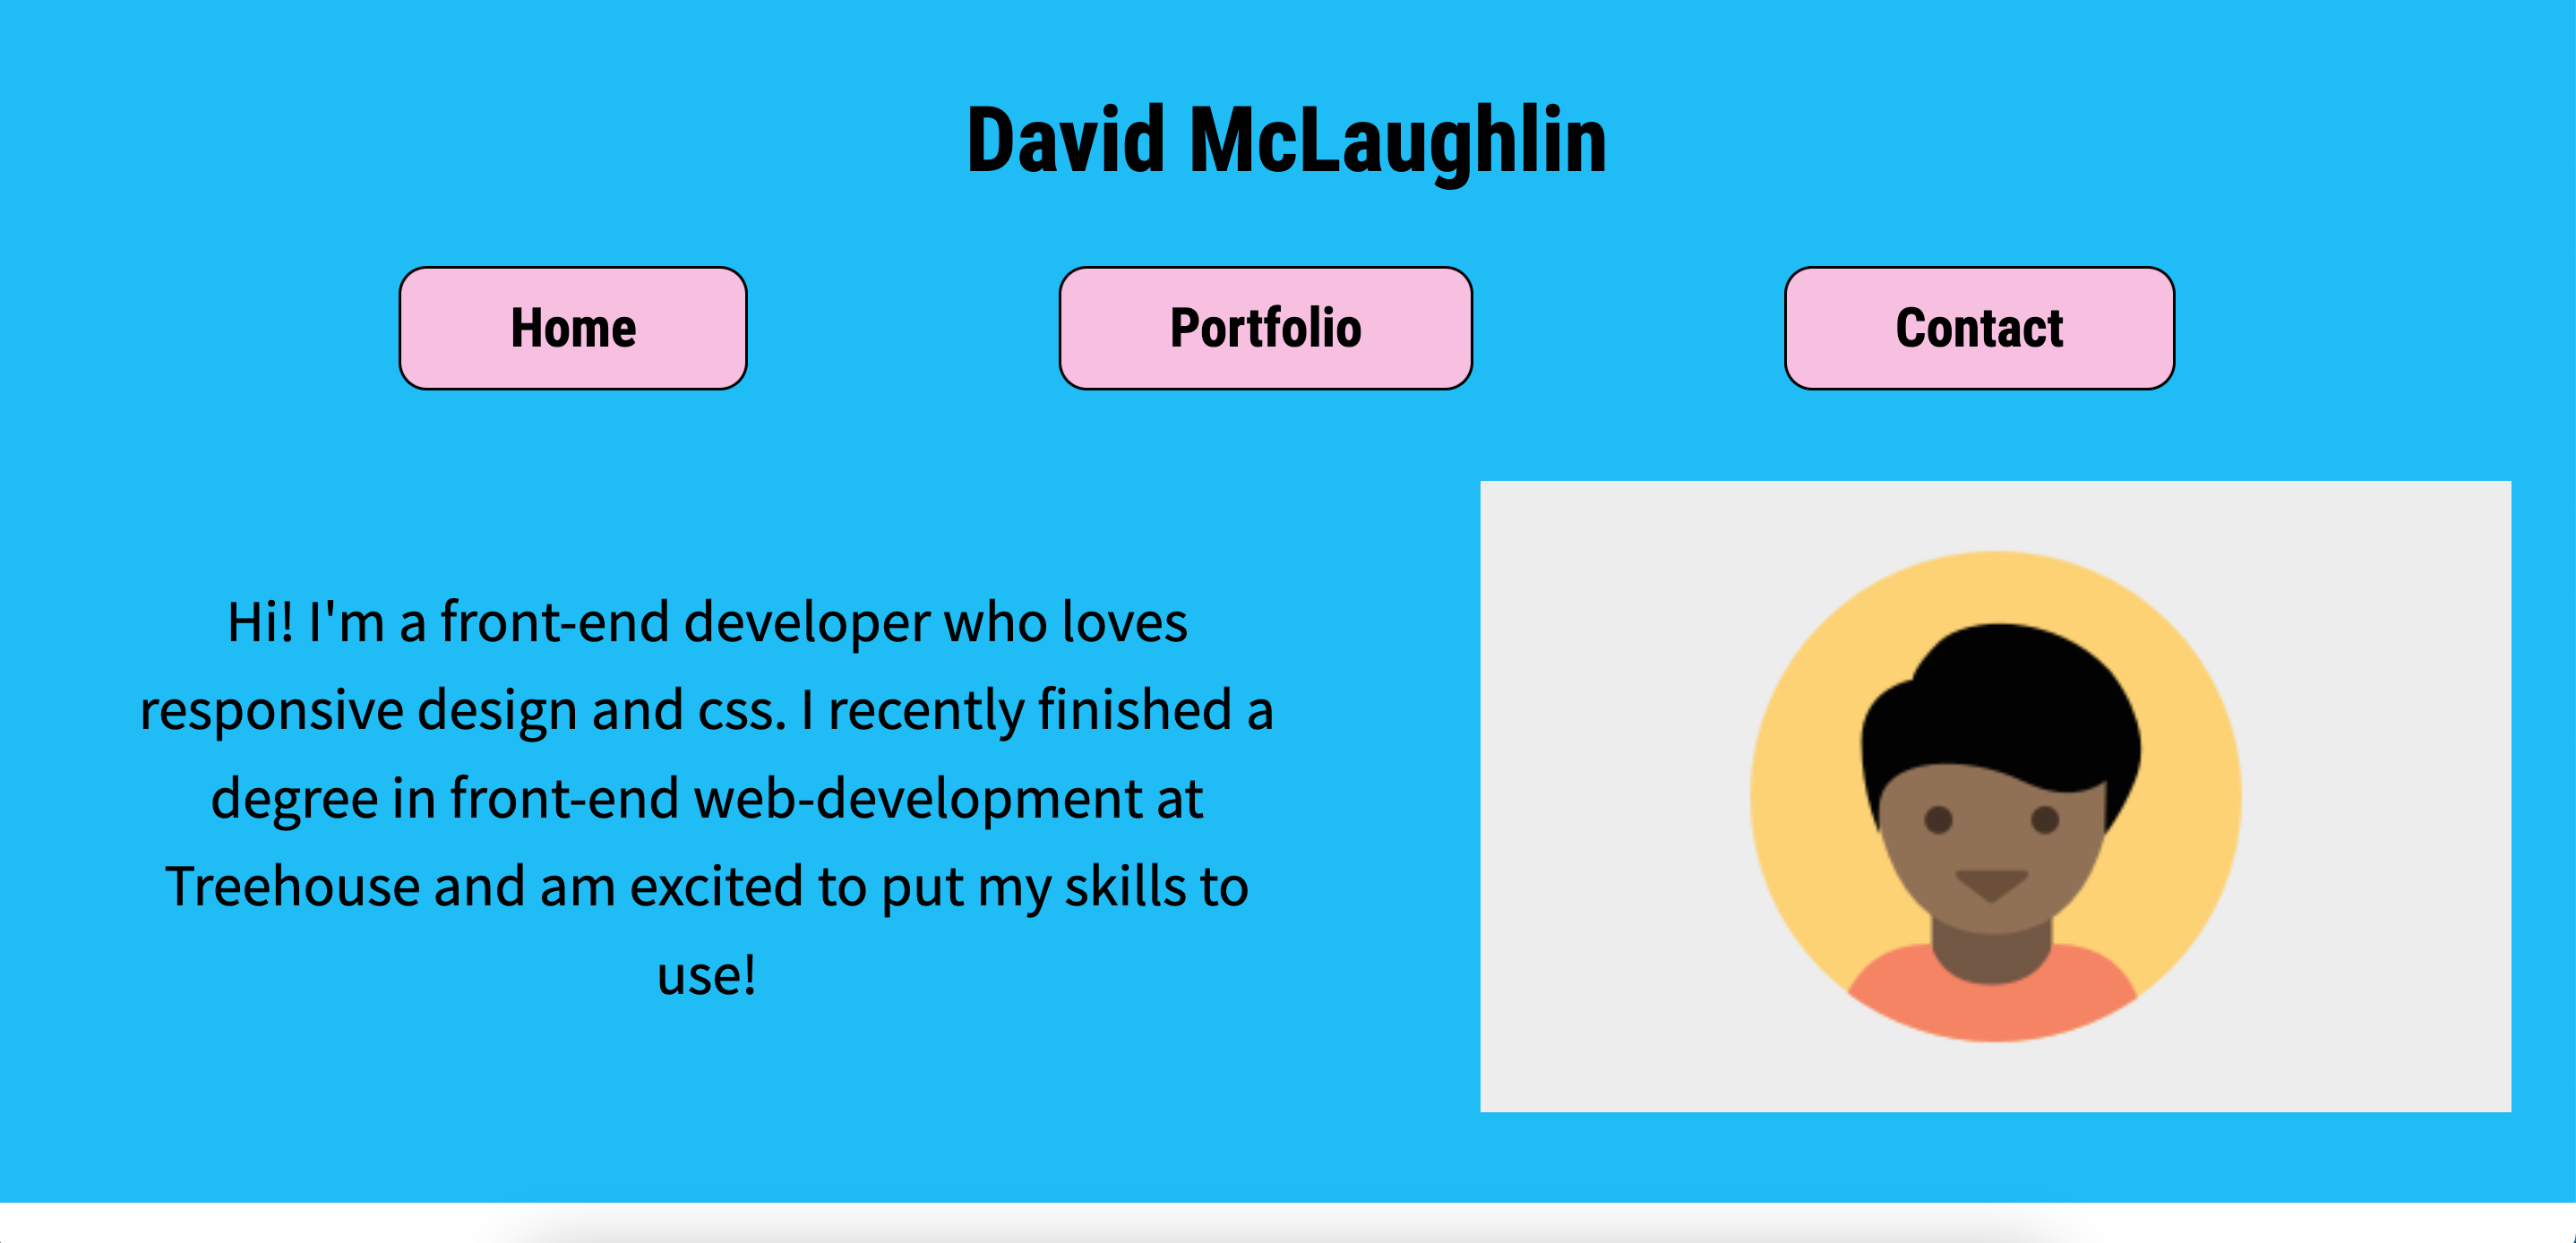 David McLaughlin
Home Portfolio Contact
Hi! I'm a front-end developer who loves
responsive design and css. I recently finished a
degree in front-end web-development at
Treehouse and am excited to put my skills to
use!